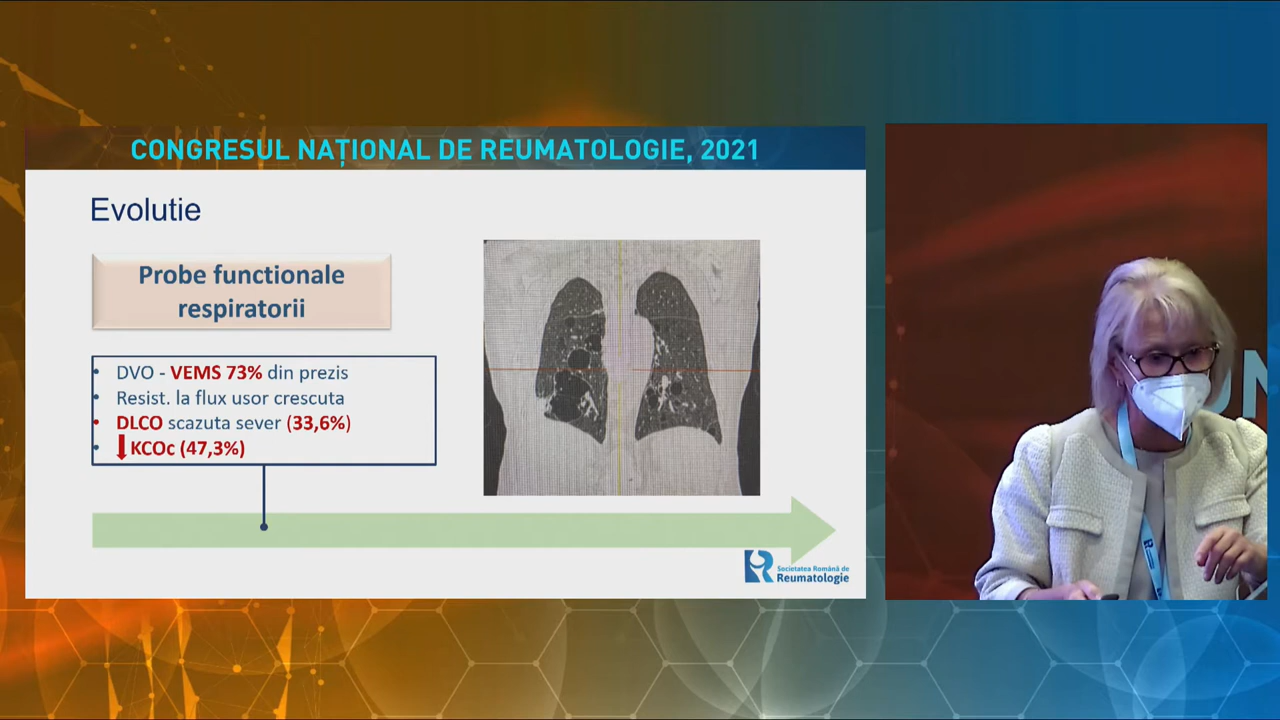 CONGRESUL NAȚIONAL DE REUMATOLOGIE, 2021
Evolutie
Probe functionale
respiratorii
• DVO - VEMS 73% din prezis
• Resist. la flux usor crescuta
• DLCO scazuta sever (33,6%)
• ↓ KCOc (47,3%)
Societatea Română de
Reumatologie
UN